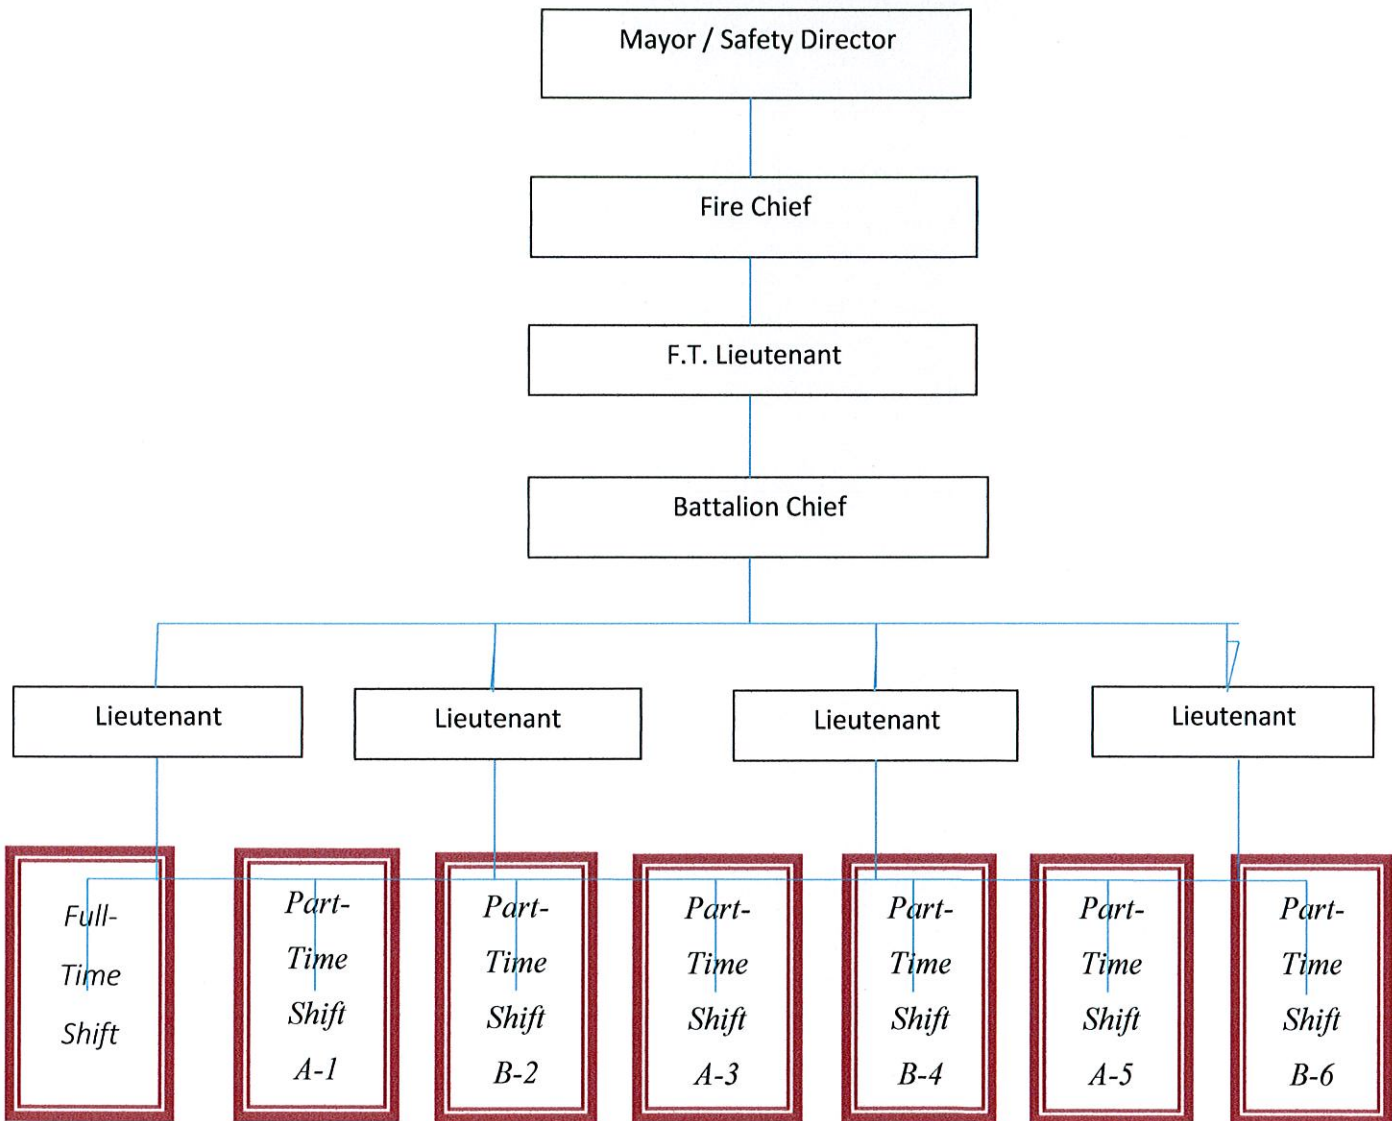 Mayor / Safety Director
Fire Chief
F.T. Lieutenant
Battalion Chief
Lieutenant
Lieutenant
Lieutenant
Lieutenant
Full-
Time
Shift
Part-
Time
Shift
A-1
Part-
Time
Shift
B-2
Part-
Time
Shift
A-3
Part-
Time
Shift
B-4
Part-
Time
Shift
A-5
Part-
Time
Shift
B-6